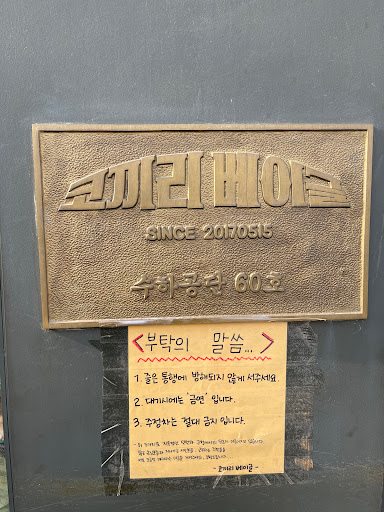 코끼리 베이글
SINCE 20170515
수하공단 60호
<부탁의 말씀...>
1. 줄은 통행에 방해되지 않게 서주세요.
2. 대기시에는 '금연' 입니다.
3. 주정차는 절대 금지 입니다.
- 코끼리 베이글 -